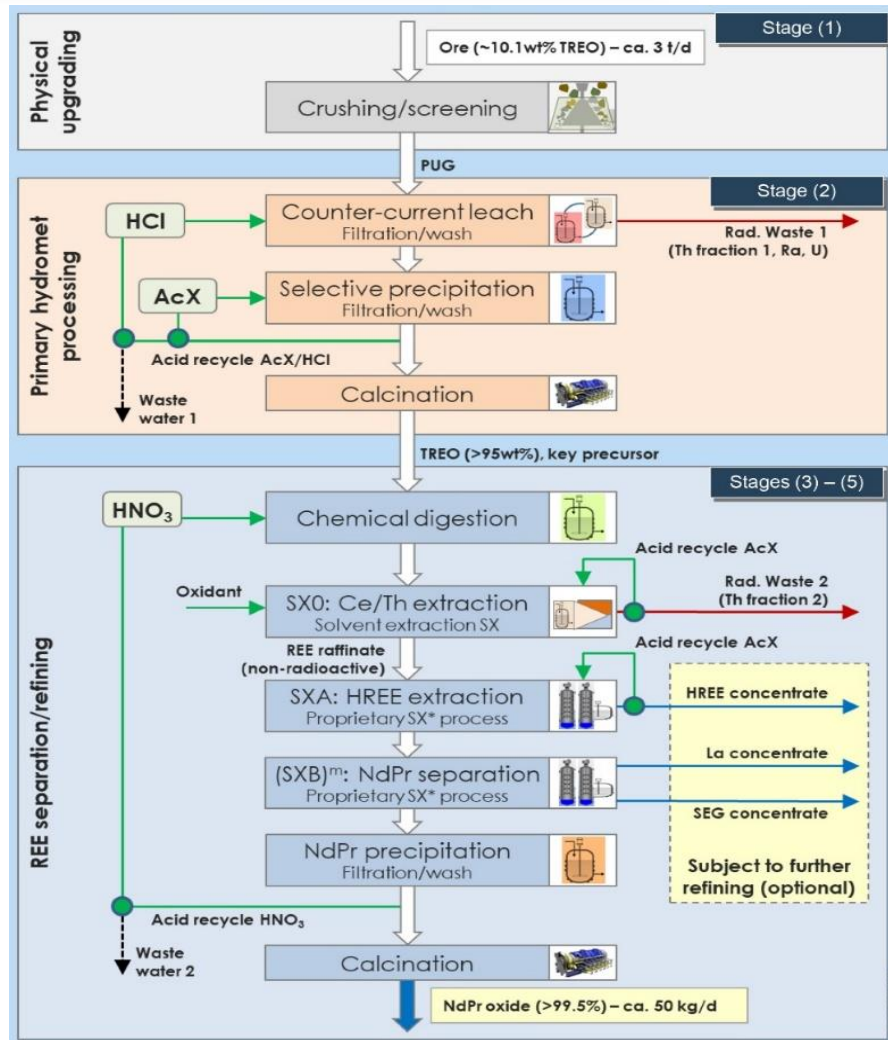 Stage (1)
Physical
upgrading
Ore (~10.1wt% TREO) – ca. 3 t/d
Crushing/screening
PUG
Stage (2)
Primary hydromet
processing
HCl
Counter-current leach
Filtration/wash
Rad. Waste 1
(Th fraction 1, Ra, U)
AcX
Selective precipitation
Filtration/wash
Acid recycle AcX/HCl
Waste
water 1
Calcination
TREO (>95wt%), key precursor
Stages (3) – (5)
REE separation/refining
HNO₃
Chemical digestion
Acid recycle AcX
Oxidant
SX0: Ce/Th extraction
Solvent extraction SX
Rad. Waste 2
(Th fraction 2)
REE raffinate
(non-radioactive)
Acid recycle AcX
SXA: HREE extraction
Proprietary SX* process
HREE concentrate
(SXB)ᵐ: NdPr separation
Proprietary SX* process
La concentrate
SEG concentrate
NdPr precipitation
Filtration/wash
Subject to further
refining (optional)
Acid recycle HNO₃
Waste
water 2
Calcination
NdPr oxide (>99.5%) – ca. 50 kg/d